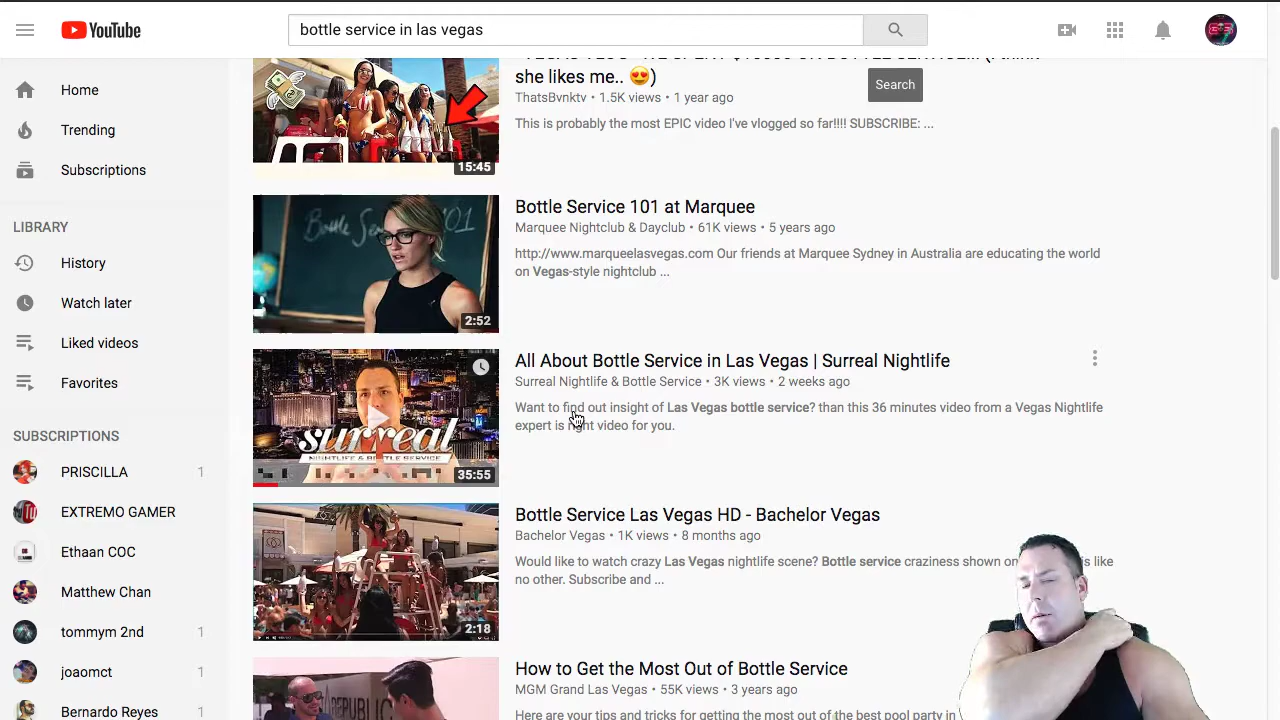 YouTube
bottle service in las vegas
Search
she likes me.. 😍)
ThatsBvnktv • 1.5K views • 1 year ago
This is probably the most EPIC video I've vlogged so far!!!! SUBSCRIBE: ...
15:45
Home
Trending
Subscriptions
LIBRARY
History
Watch later
Liked videos
Favorites
SUBSCRIPTIONS
PRISCILLA 1
EXTREMO GAMER
Ethaan COC
Matthew Chan
tommym 2nd 1
joaomct 1
Bernardo Reyes 1
Bottle Service 101 at Marquee
Marquee Nightclub & Dayclub • 61K views • 5 years ago
http://www.marqueelasvegas.com Our friends at Marquee Sydney in Australia are educating the world
on Vegas-style nightclub ...
Bottle Se 101
2:52
All About Bottle Service in Las Vegas | Surreal Nightlife
Surreal Nightlife & Bottle Service • 3K views • 2 weeks ago
Want to find out insight of Las Vegas bottle service? than this 36 minutes video from a Vegas Nightlife
expert is right video for you.
surreal
NIGHTLIFE & BOTTLE SERVICE
35:55
Bottle Service Las Vegas HD - Bachelor Vegas
Bachelor Vegas • 1K views • 8 months ago
Would like to watch crazy Las Vegas nightlife scene? Bottle service craziness shown on is like
no other. Subscribe and ...
2:18
How to Get the Most Out of Bottle Service
MGM Grand Las Vegas • 55K views • 3 years ago
Here are your tips and tricks for getting the most out of the best pool party in
REPUBLIC